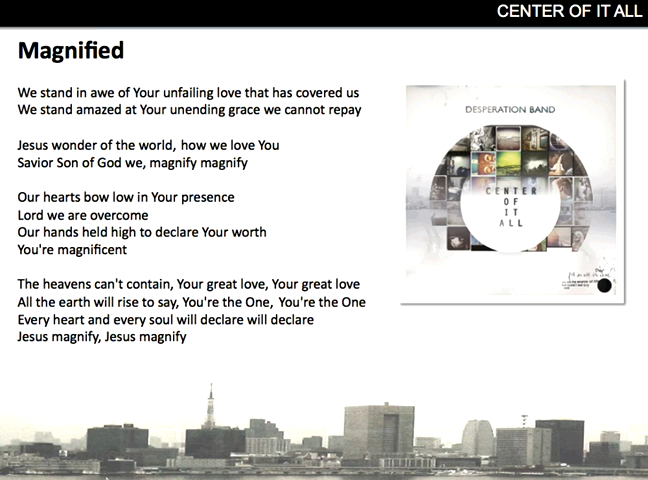 CENTER OF IT ALL
Magnified
We stand in awe of Your unfailing love that has covered us
We stand amazed at Your unending grace we cannot repay
Jesus wonder of the world, how we love You
Savior Son of God we, magnify magnify
Our hearts bow low in Your presence
Lord we are overcome
Our hands held high to declare Your worth
You're magnificent
The heavens can't contain, Your great love, Your great love
All the earth will rise to say, You're the One, You're the One
Every heart and every soul will declare will declare
Jesus magnify, Jesus magnify
DESPERATION BAND
CENTER
OF
IT
ALL